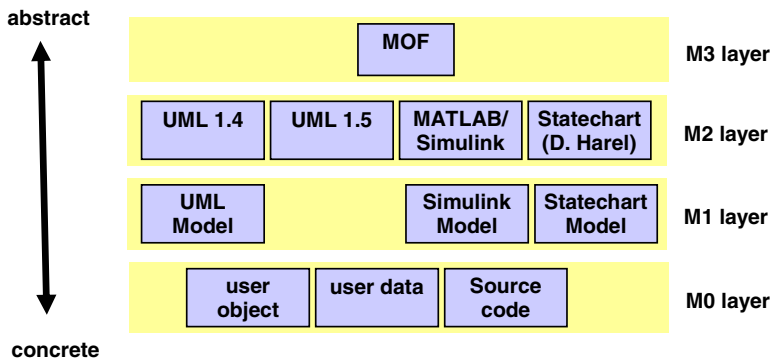 abstract
MOF
M3 layer
UML 1.4
UML 1.5
MATLAB/
Simulink
Statechart
(D. Harel)
M2 layer
UML
Model
Simulink
Model
Statechart
Model
M1 layer
user
object
user data
Source
code
M0 layer
concrete